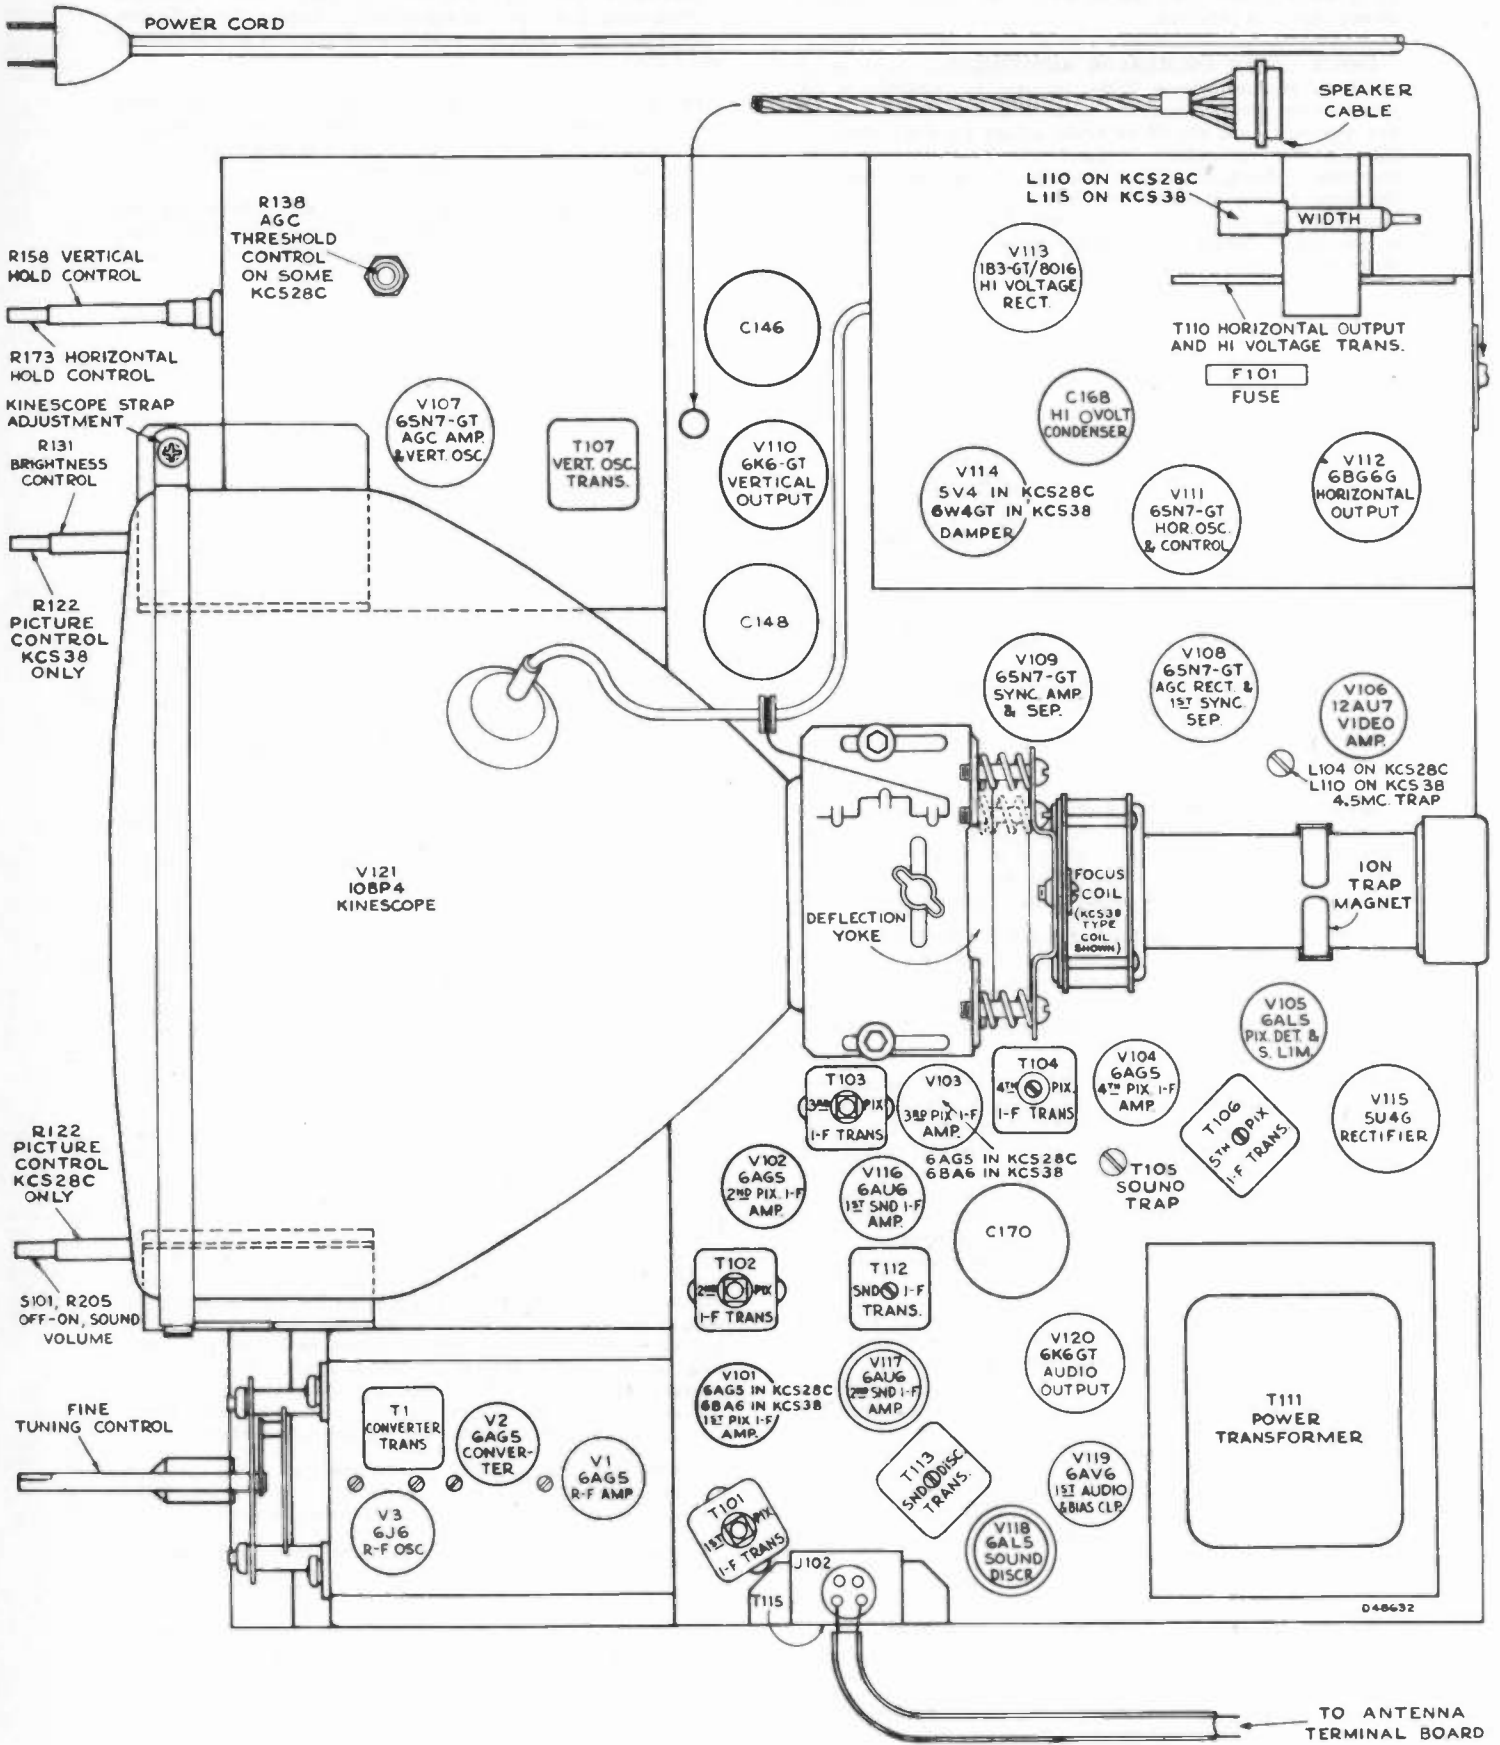 POWER CORD
SPEAKER
CABLE
L110 ON KCS28C
L115 ON KCS38
WIDTH
R138
AGC
THRESHOLD
CONTROL
ON SOME
KCS28C
R158 VERTICAL
HOLD CONTROL
R173 HORIZONTAL
HOLD CONTROL
KINESCOPE STRAP
ADJUSTMENT
R131
BRIGHTNESS
CONTROL
R122
PICTURE
CONTROL
KCS38
ONLY
V107
6SN7-GT
AGC AMP.
& VERT. OSC.
T107
VERT. OSC.
TRANS.
C146
V110
6K6-GT
VERTICAL
OUTPUT
C148
V113
1B3-GT/8016
HI VOLTAGE
RECT.
T110 HORIZONTAL OUTPUT
AND HI VOLTAGE TRANS.
F101
FUSE
C168
HI VOLT
CONDENSER
V114
5V4 IN KCS28C
6W4GT IN KCS38
DAMPER
V111
6SN7-GT
HOR. OSC.
& CONTROL
V112
6BG6G
HORIZONTAL
OUTPUT
V109
6SN7-GT
SYNC. AMP.
& SEP.
V108
6SN7-GT
AGC RECT. &
1ST SYNC.
SEP.
V106
12AU7
VIDEO
AMP.
L104 ON KCS28C
L110 ON KCS38
4.5MC. TRAP
V121
10BP4
KINESCOPE
DEFLECTION
YOKE
FOCUS
COIL
(KCS38
TYPE
COIL
SHOWN)
ION
TRAP
MAGNET
V105
6AL5
PIX. DET. &
S. LIM.
T103
3RD PIX
I-F TRANS
V103
3RD PIX I-F
AMP.
6AG5 IN KCS28C
6BA6 IN KCS38
T104
4TH PIX.
I-F TRANS
V104
6AG5
4TH PIX. I-F
AMP.
T106
5TH PIX
I-F TRANS.
V115
5U4G
RECTIFIER
T105
SOUND
TRAP
R122
PICTURE
CONTROL
KCS28C
ONLY
S101, R205
OFF-ON, SOUND
VOLUME
V102
6AG5
2ND PIX. I-F
AMP.
V116
6AU6
1ST SND I-F
AMP.
C170
T102
2ND PIX
I-F TRANS
T112
SND I-F
TRANS.
V101
6AG5 IN KCS28C
6BA6 IN KCS38
1ST PIX I-F
AMP.
V117
6AU6
2ND SND I-F
AMP
V120
6K6GT
AUDIO
OUTPUT
T111
POWER
TRANSFORMER
FINE
TUNING CONTROL
T1
CONVERTER
TRANS
V2
6AG5
CONVER-
TER
V1
6AG5
R-F AMP
V3
6J6
R-F OSC
T101
1ST PIX
I-F TRANS
T113
SND DISC.
TRANS.
V119
6AV6
1ST AUDIO
& BIAS CLP.
V118
6AL5
SOUND
DISCR.
J102
T115
D48632
TO ANTENNA
TERMINAL BOARD